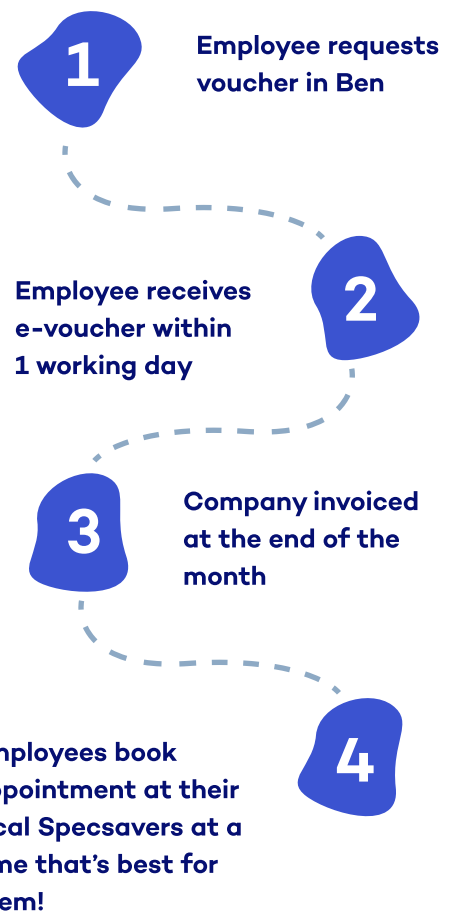 1
Employee requests
voucher in Ben
2
Employee receives
e-voucher within
1 working day
3
Company invoiced
at the end of the
month
4
mployees book
ppointment at their
cal Specsavers at a
me that's best for
em!